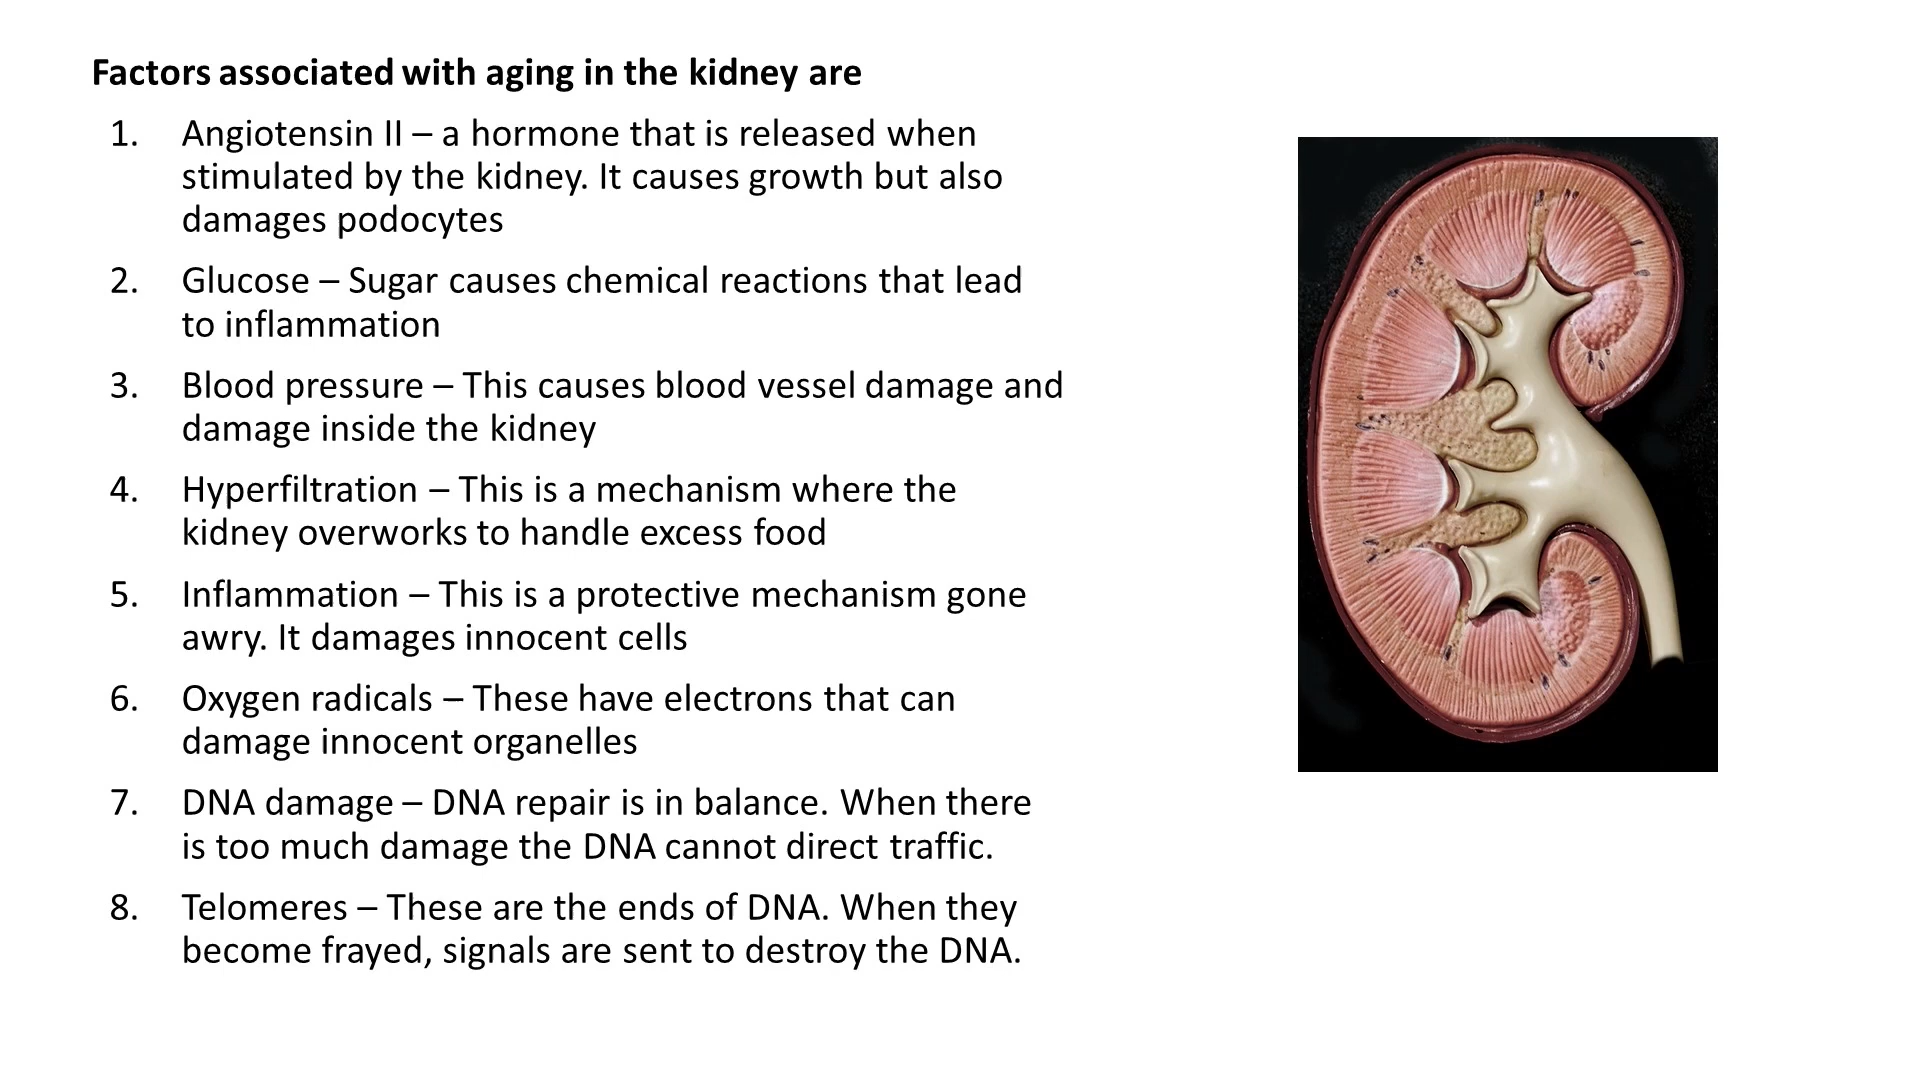 Factors associated with aging in the kidney are
1. Angiotensin II – a hormone that is released when
stimulated by the kidney. It causes growth but also
damages podocytes
2. Glucose – Sugar causes chemical reactions that lead
to inflammation
3. Blood pressure – This causes blood vessel damage and
damage inside the kidney
4. Hyperfiltration – This is a mechanism where the
kidney overworks to handle excess food
5. Inflammation – This is a protective mechanism gone
awry. It damages innocent cells
6. Oxygen radicals – These have electrons that can
damage innocent organelles
7. DNA damage – DNA repair is in balance. When there
is too much damage the DNA cannot direct traffic.
8. Telomeres – These are the ends of DNA. When they
become frayed, signals are sent to destroy the DNA.